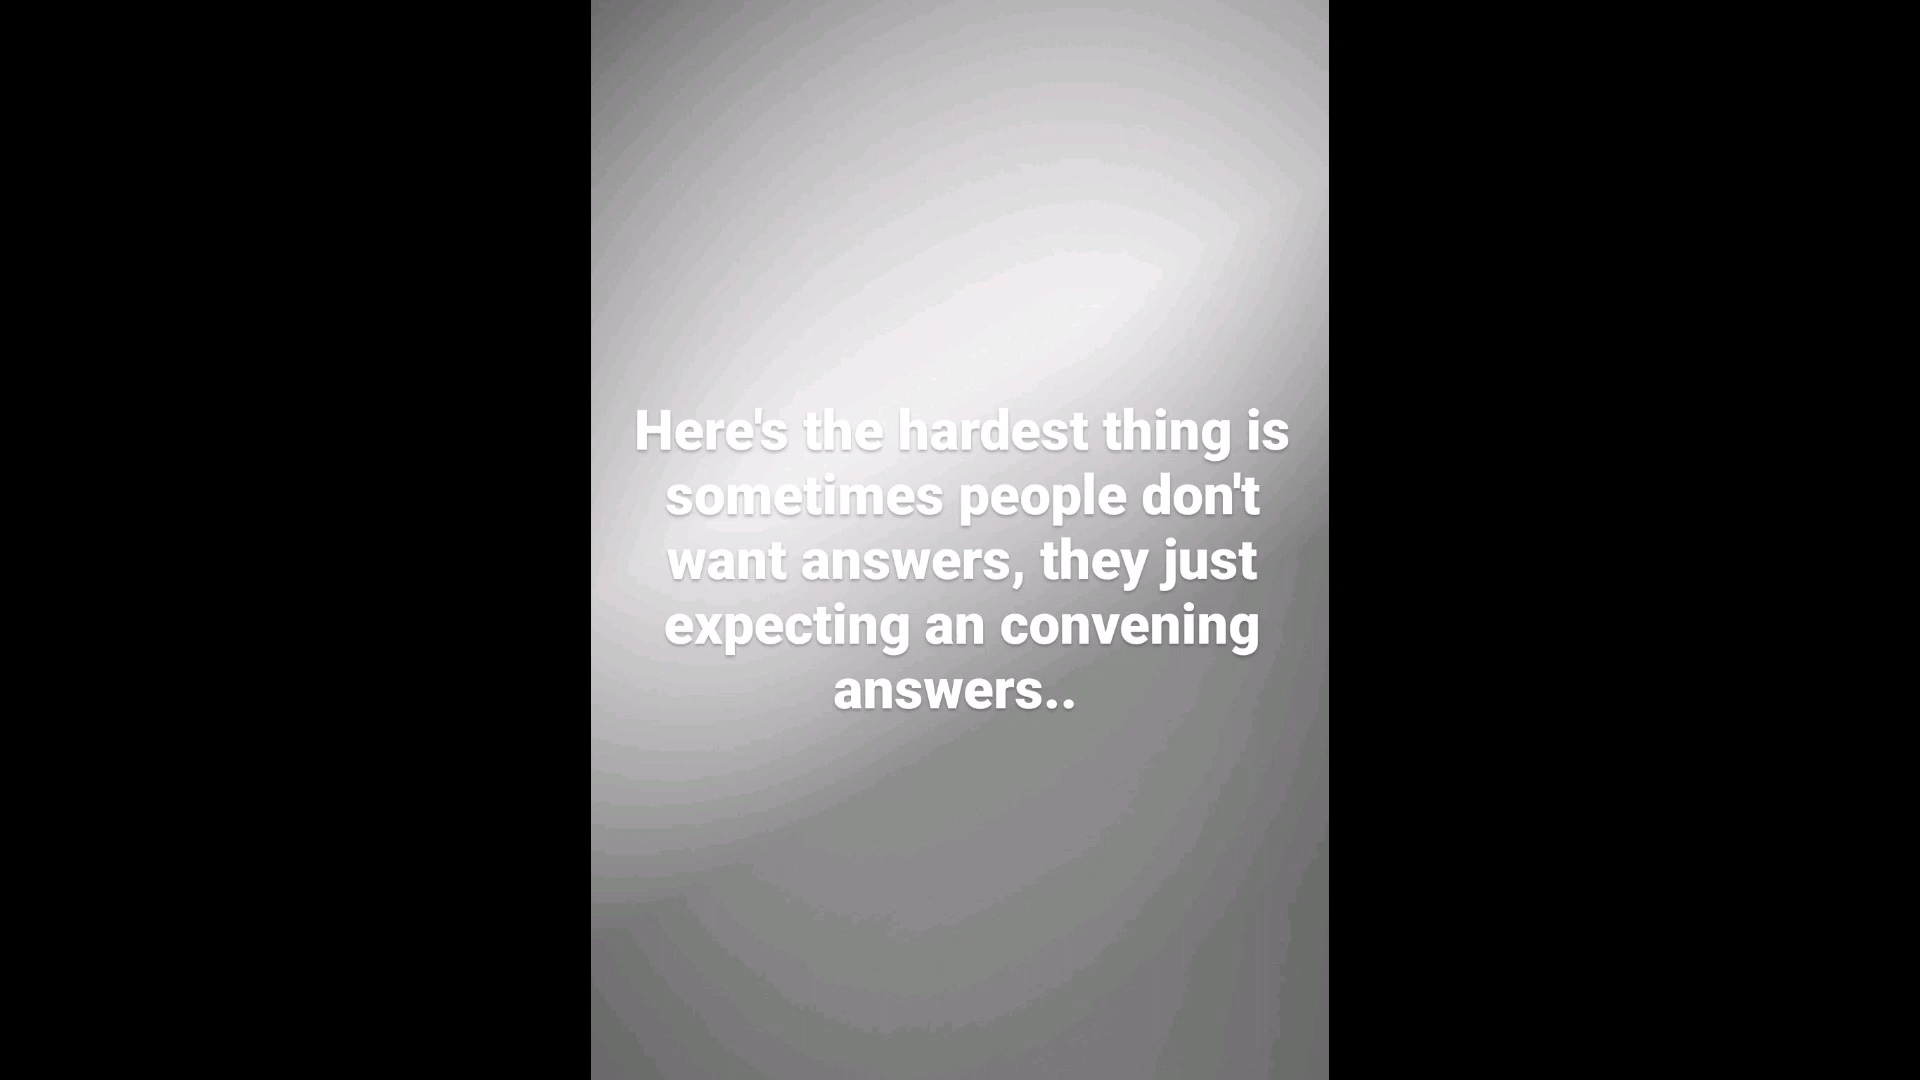 Here's the hardest thing is
sometimes people don't
want answers, they just
expecting an convening
answers..